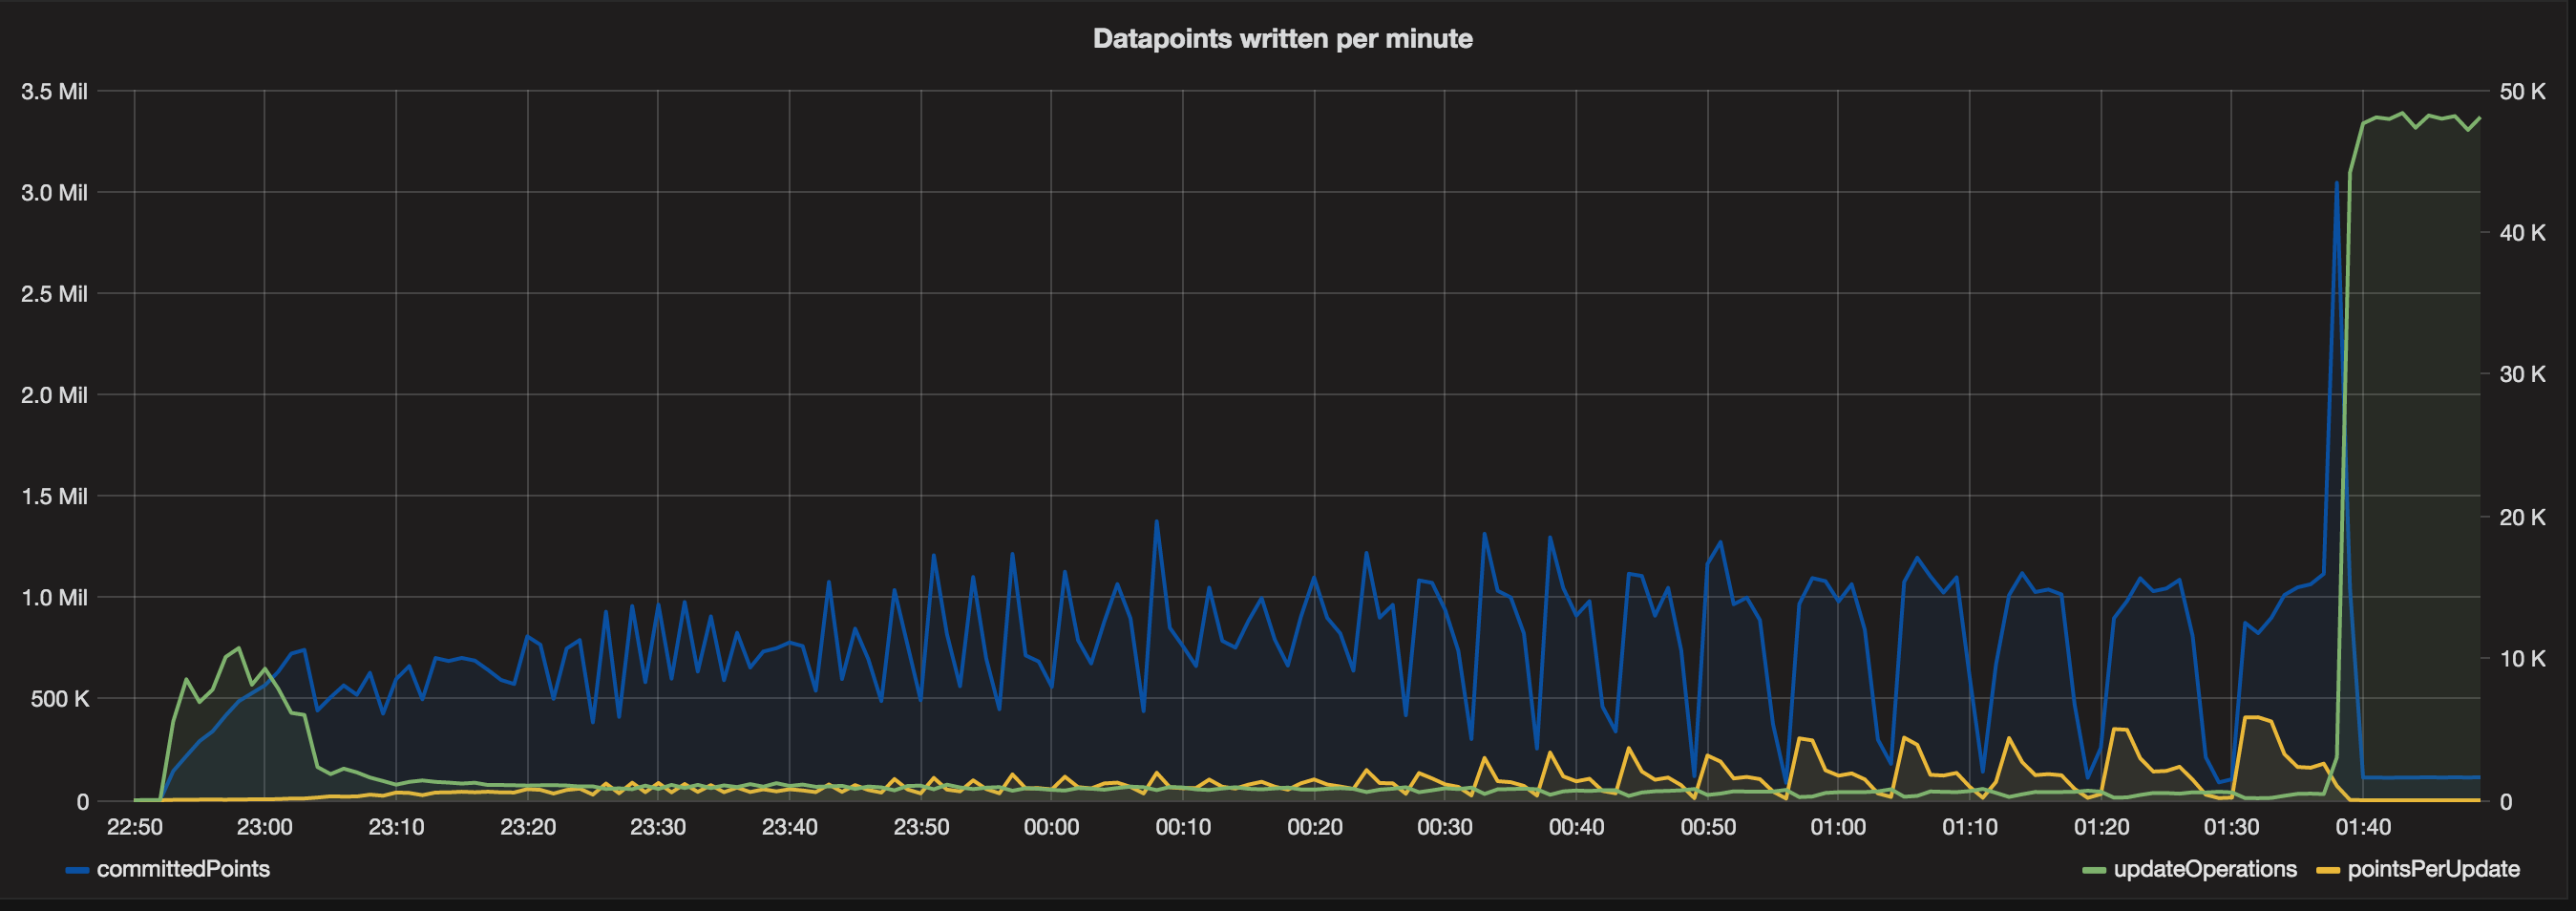 Datapoints written per minute
3.5 Mil
50 K
3.0 Mil
40 K
2.5 Mil
30 K
2.0 Mil
1.5 Mil
20 K
1.0 Mil
10 K
500 K
0
0
22:50 23:00 23:10 23:20 23:30 23:40 23:50 00:00 00:10 00:20 00:30 00:40 00:50 01:00 01:10 01:20 01:30 01:40
committedPoints updateOperations pointsPerUpdate